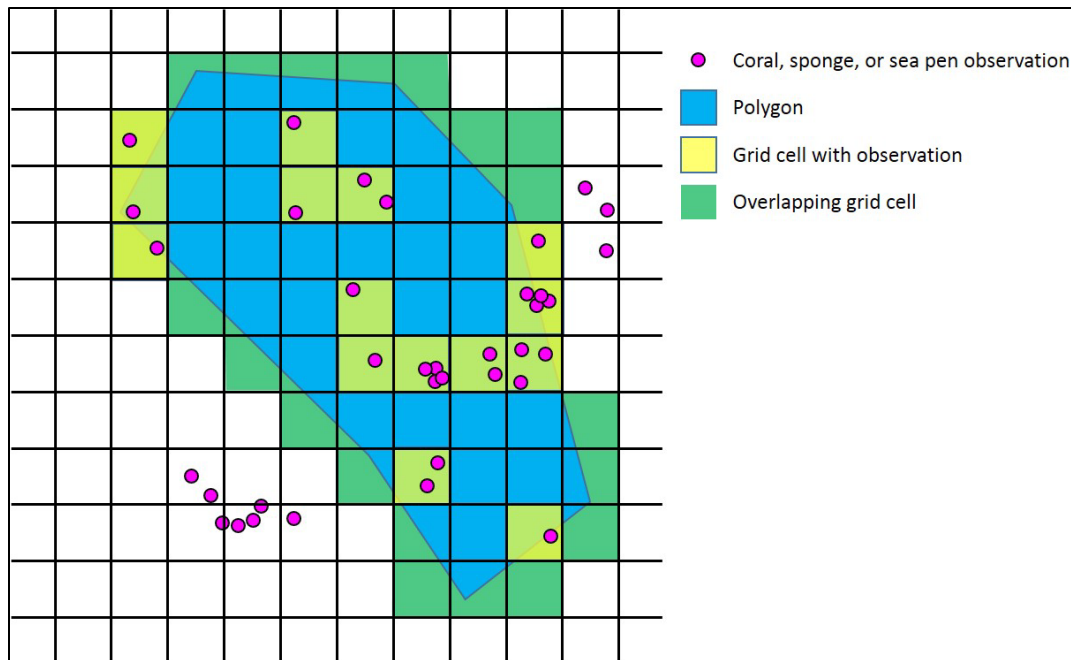 Coral, sponge, or sea pen observation
Polygon
Grid cell with observation
Overlapping grid cell